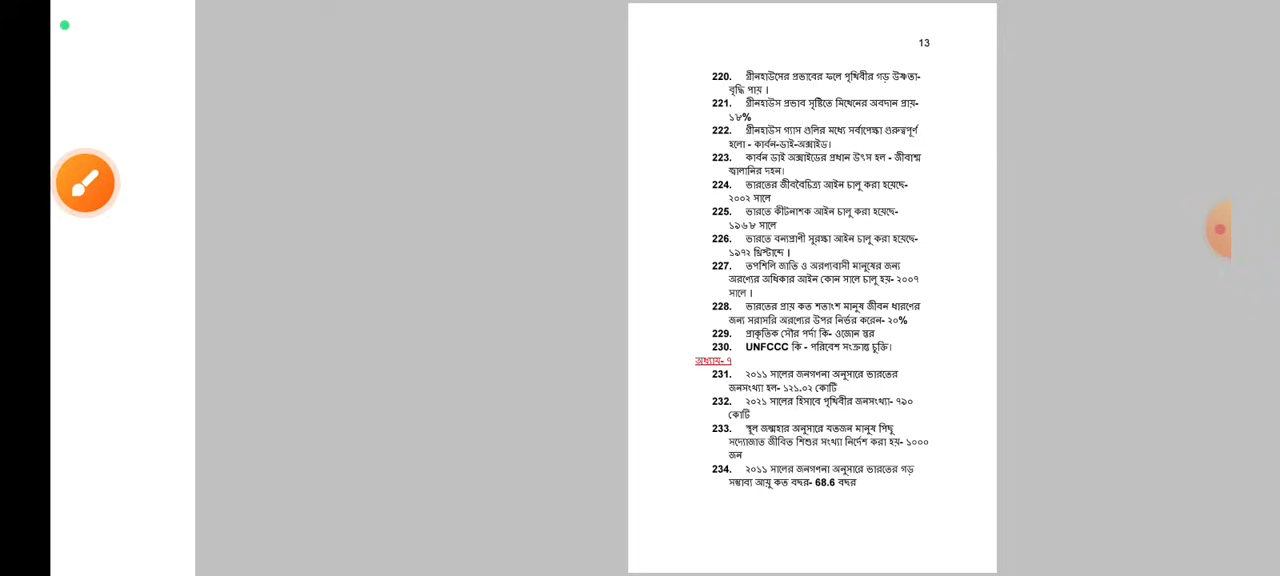 13
220. গ্রীনহাউসের প্রভাবের ফলে পৃথিবীর গড় উষ্ণতা-
বৃদ্ধি পায় ।
221. গ্রীনহাউস প্রভাব সৃষ্টিতে মিথেনের অবদান প্রায়-
১৮%
222. গ্রীনহাউস গ্যাস গুলির মধ্যে সর্বাপেক্ষা গুরুত্বপূর্ণ
হলো - কার্বন-ডাই-অক্সাইড।
223. কার্বন ডাই অক্সাইডের প্রধান উৎস হল - জীবাশ্ম
জ্বালানির দহন।
224. ভারতের জীববৈচিত্র্য আইন চালু করা হয়েছে-
২০০২ সালে
225. ভারতে কীটনাশক আইন চালু করা হয়েছে-
১৯৬৮ সালে
226. ভারতে বন্যপ্রাণী সুরক্ষা আইন চালু করা হয়েছে-
১৯৭২ খ্রিস্টাব্দে ।
227. তপশিলি জাতি ও অরণ্যবাসী মানুষের জন্য
অরণ্যের অধিকার আইন কোন সালে চালু হয়- ২০০৭
সালে ।
228. ভারতের প্রায় কত শতাংশ মানুষ জীবন ধারণের
জন্য সরাসরি অরণ্যের উপর নির্ভর করেন- ২০%
229. প্রাকৃতিক সৌর পর্দা কি- ওজোন স্তর
230. UNFCCC কি - পরিবেশ সংক্রান্ত চুক্তি।
অধ্যায়- ৭
231. ২০১১ সালের জনগণনা অনুসারে ভারতের
জনসংখ্যা হল- ১২১.০২ কোটি
232. ২০২১ সালের হিসাবে পৃথিবীর জনসংখ্যা- ৭৯০
কোটি
233. স্থূল জন্মহার অনুসারে যতজন মানুষ পিছু
সদ্যোজাত জীবিত শিশুর সংখ্যা নির্দেশ করা হয়- ১০০০
জন
234. ২০১১ সালের জনগণনা অনুসারে ভারতের গড়
সম্ভাব্য আয়ু কত বছর- 68.6 বছর